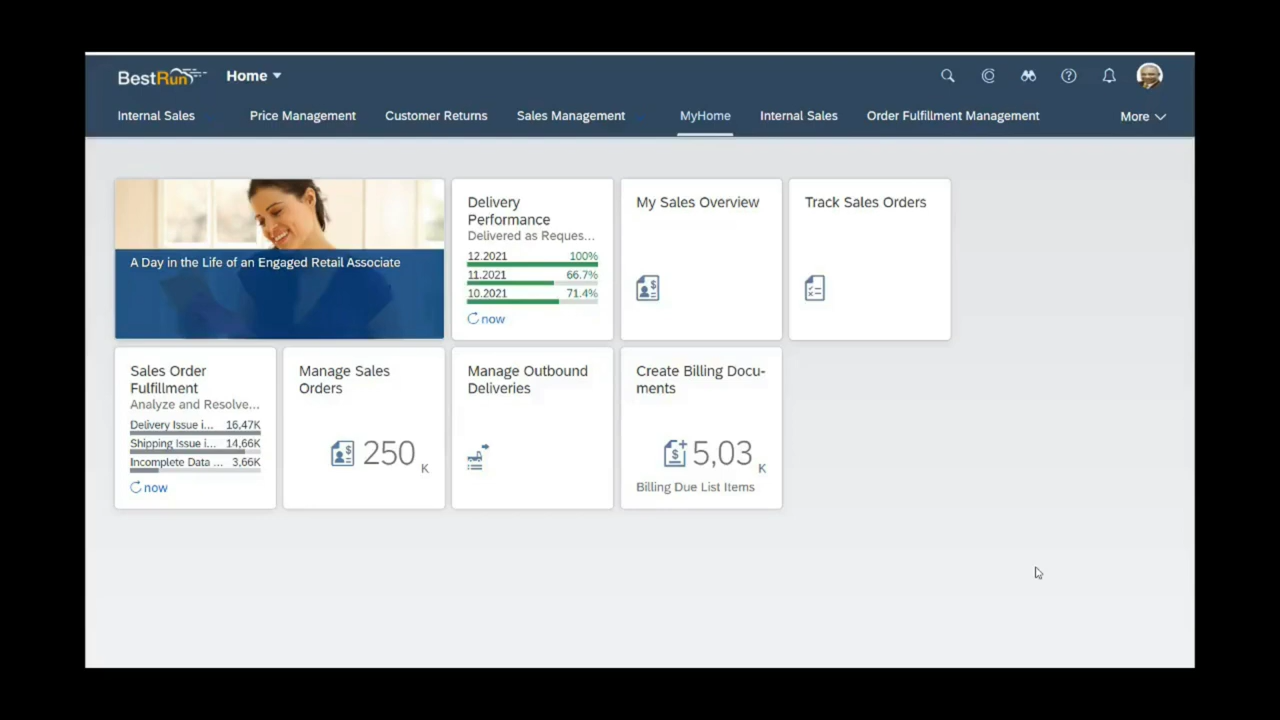 BestRun
Home
Internal Sales
Price Management
Customer Returns
Sales Management
MyHome
Internal Sales
Order Fulfillment Management
More
A Day in the Life of an Engaged Retail Associate
Delivery
Performance
Delivered as Reques...
12.2021 100%
11.2021 66.7%
10.2021 71.4%
now
My Sales Overview
Track Sales Orders
Sales Order
Fulfillment
Analyze and Resolve...
Delivery Issue i... 16,47K
Shipping Issue i... 14,66K
Incomplete Data ... 3,66K
now
Manage Sales
Orders
250 K
Manage Outbound
Deliveries
Create Billing Docu-
ments
5,03 K
Billing Due List Items